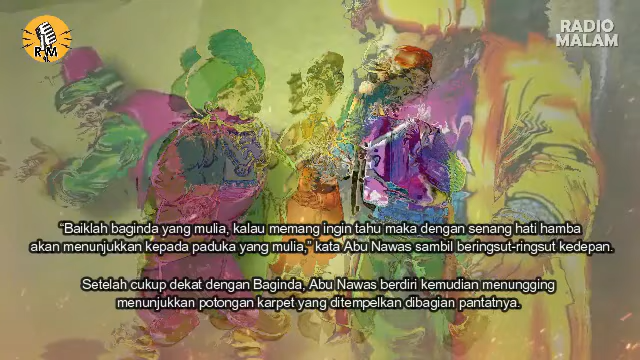 R M
RADIO
MALAM
"Baiklah baginda yang mulia, kalau memang ingin tahu maka dengan senang hati hamba
akan menunjukkan kepada paduka yang mulia," kata Abu Nawas sambil beringsut-ringsut kedepan.
Setelah cukup dekat dengan Baginda, Abu Nawas berdiri kemudian menungging
menunjukkan potongan karpet yang ditempelkan dibagian pantatnya.